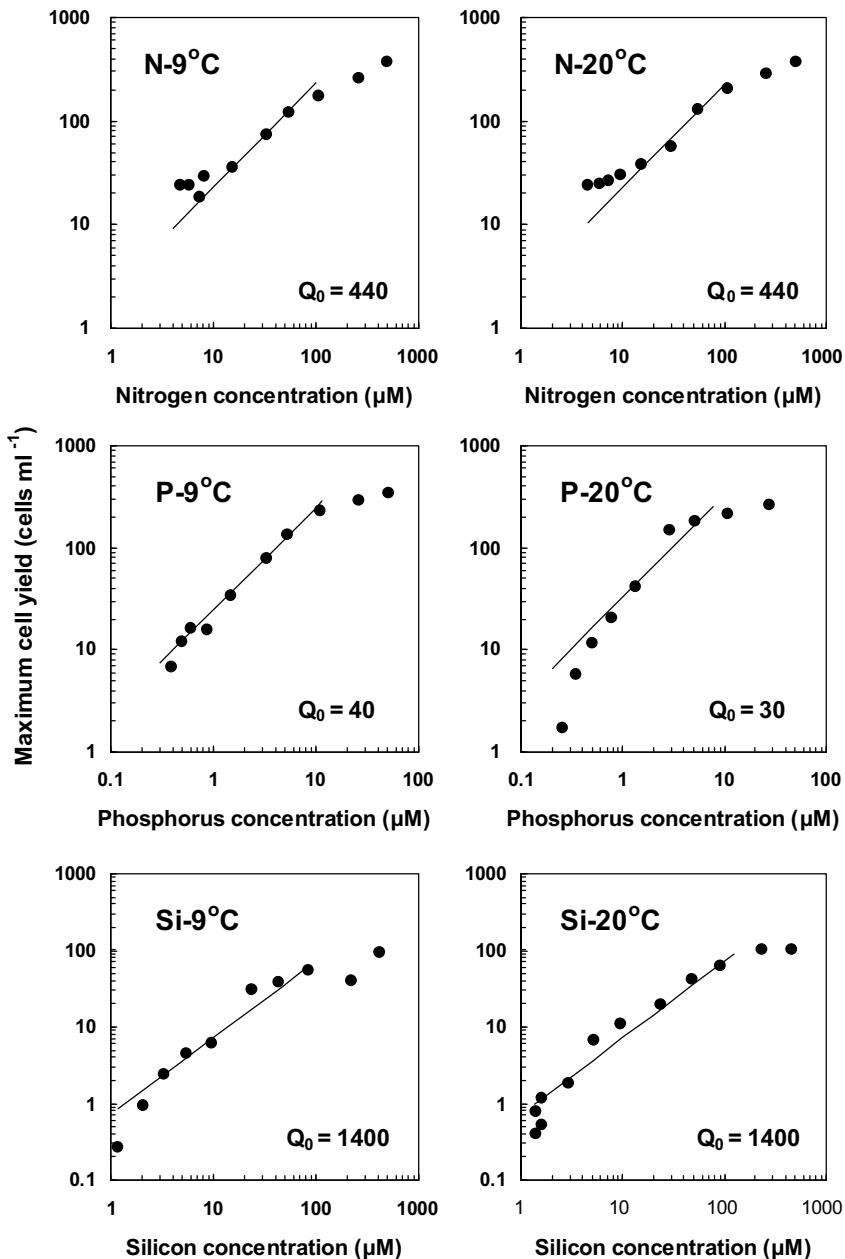 1000
N-9°C
100
10
Q₀ = 440
1
1 10 100 1000
Nitrogen concentration (µM)
1000
N-20°C
100
10
Q₀ = 440
1
1 10 100 1000
Nitrogen concentration (µM)
Maximum cell yield (cells ml⁻¹)
1000
P-9°C
100
10
Q₀ = 40
1
0.1 1 10 100
Phosphorus concentration (µM)
1000
P-20°C
100
10
Q₀ = 30
1
0.1 1 10 100
Phosphorus concentration (µM)
1000
Si-9°C
100
10
1
Q₀ = 1400
0.1
1 10 100 1000
Silicon concentration (µM)
1000
Si-20°C
100
10
1
Q₀ = 1400
0.1
1 10 100 1000
Silicon concentration (µM)